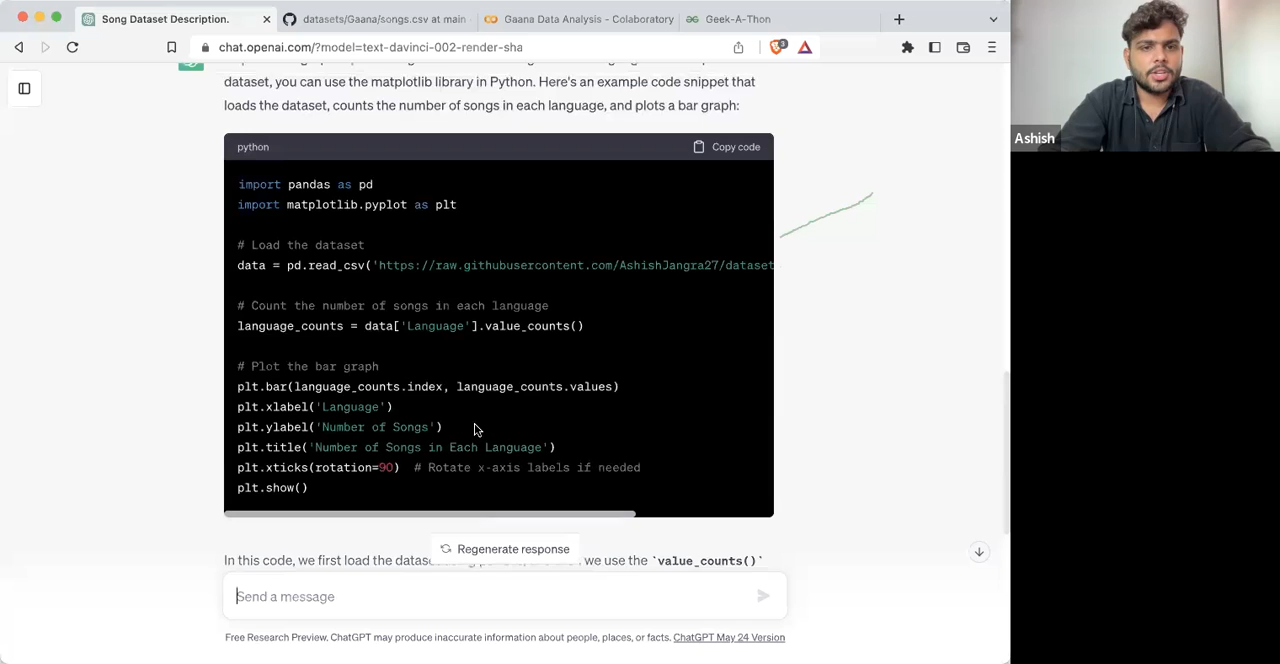 Song Dataset Description.
datasets/Gaana/songs.csv at main
Gaana Data Analysis - Colaboratory
Geek-A-Thon
chat.openai.com/?model=text-davinci-002-render-sha
dataset, you can use the matplotlib library in Python. Here's an example code snippet that
loads the dataset, counts the number of songs in each language, and plots a bar graph:
Ashish
python
Copy code
import pandas as pd
import matplotlib.pyplot as plt
# Load the dataset
data = pd.read_csv('https://raw.githubusercontent.com/AshishJangra27/dataset
# Count the number of songs in each language
language_counts = data['Language'].value_counts()
# Plot the bar graph
plt.bar(language_counts.index, language_counts.values)
plt.xlabel('Language')
plt.ylabel('Number of Songs')
plt.title('Number of Songs in Each Language')
plt.xticks(rotation=90)  # Rotate x-axis labels if needed
plt.show()
Regenerate response
In this code, we first load the datas we use the `value_counts()`
Send a message
Free Research Preview. ChatGPT may produce inaccurate information about people, places, or facts. ChatGPT May 24 Version